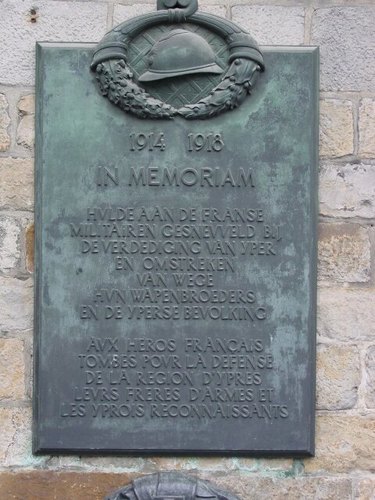 1914 1918
IN MEMORIAM
HVLDE AAN DE FRANSE
MILITAIREN GESNEVVELD BIJ
DE VERDEDIGING VAN YPER
EN OMSTREKEN
VAN WEGE
HVN WAPENBROEDERS
EN DE YPERSE BEVOLKING
AVX HEROS FRANÇAIS
TOMBES POVR LA DEFENSE
DE LA REGION D'YPRES
LEVRS FRERES D'ARMES ET
LES YPROIS RECONNAISSANTS